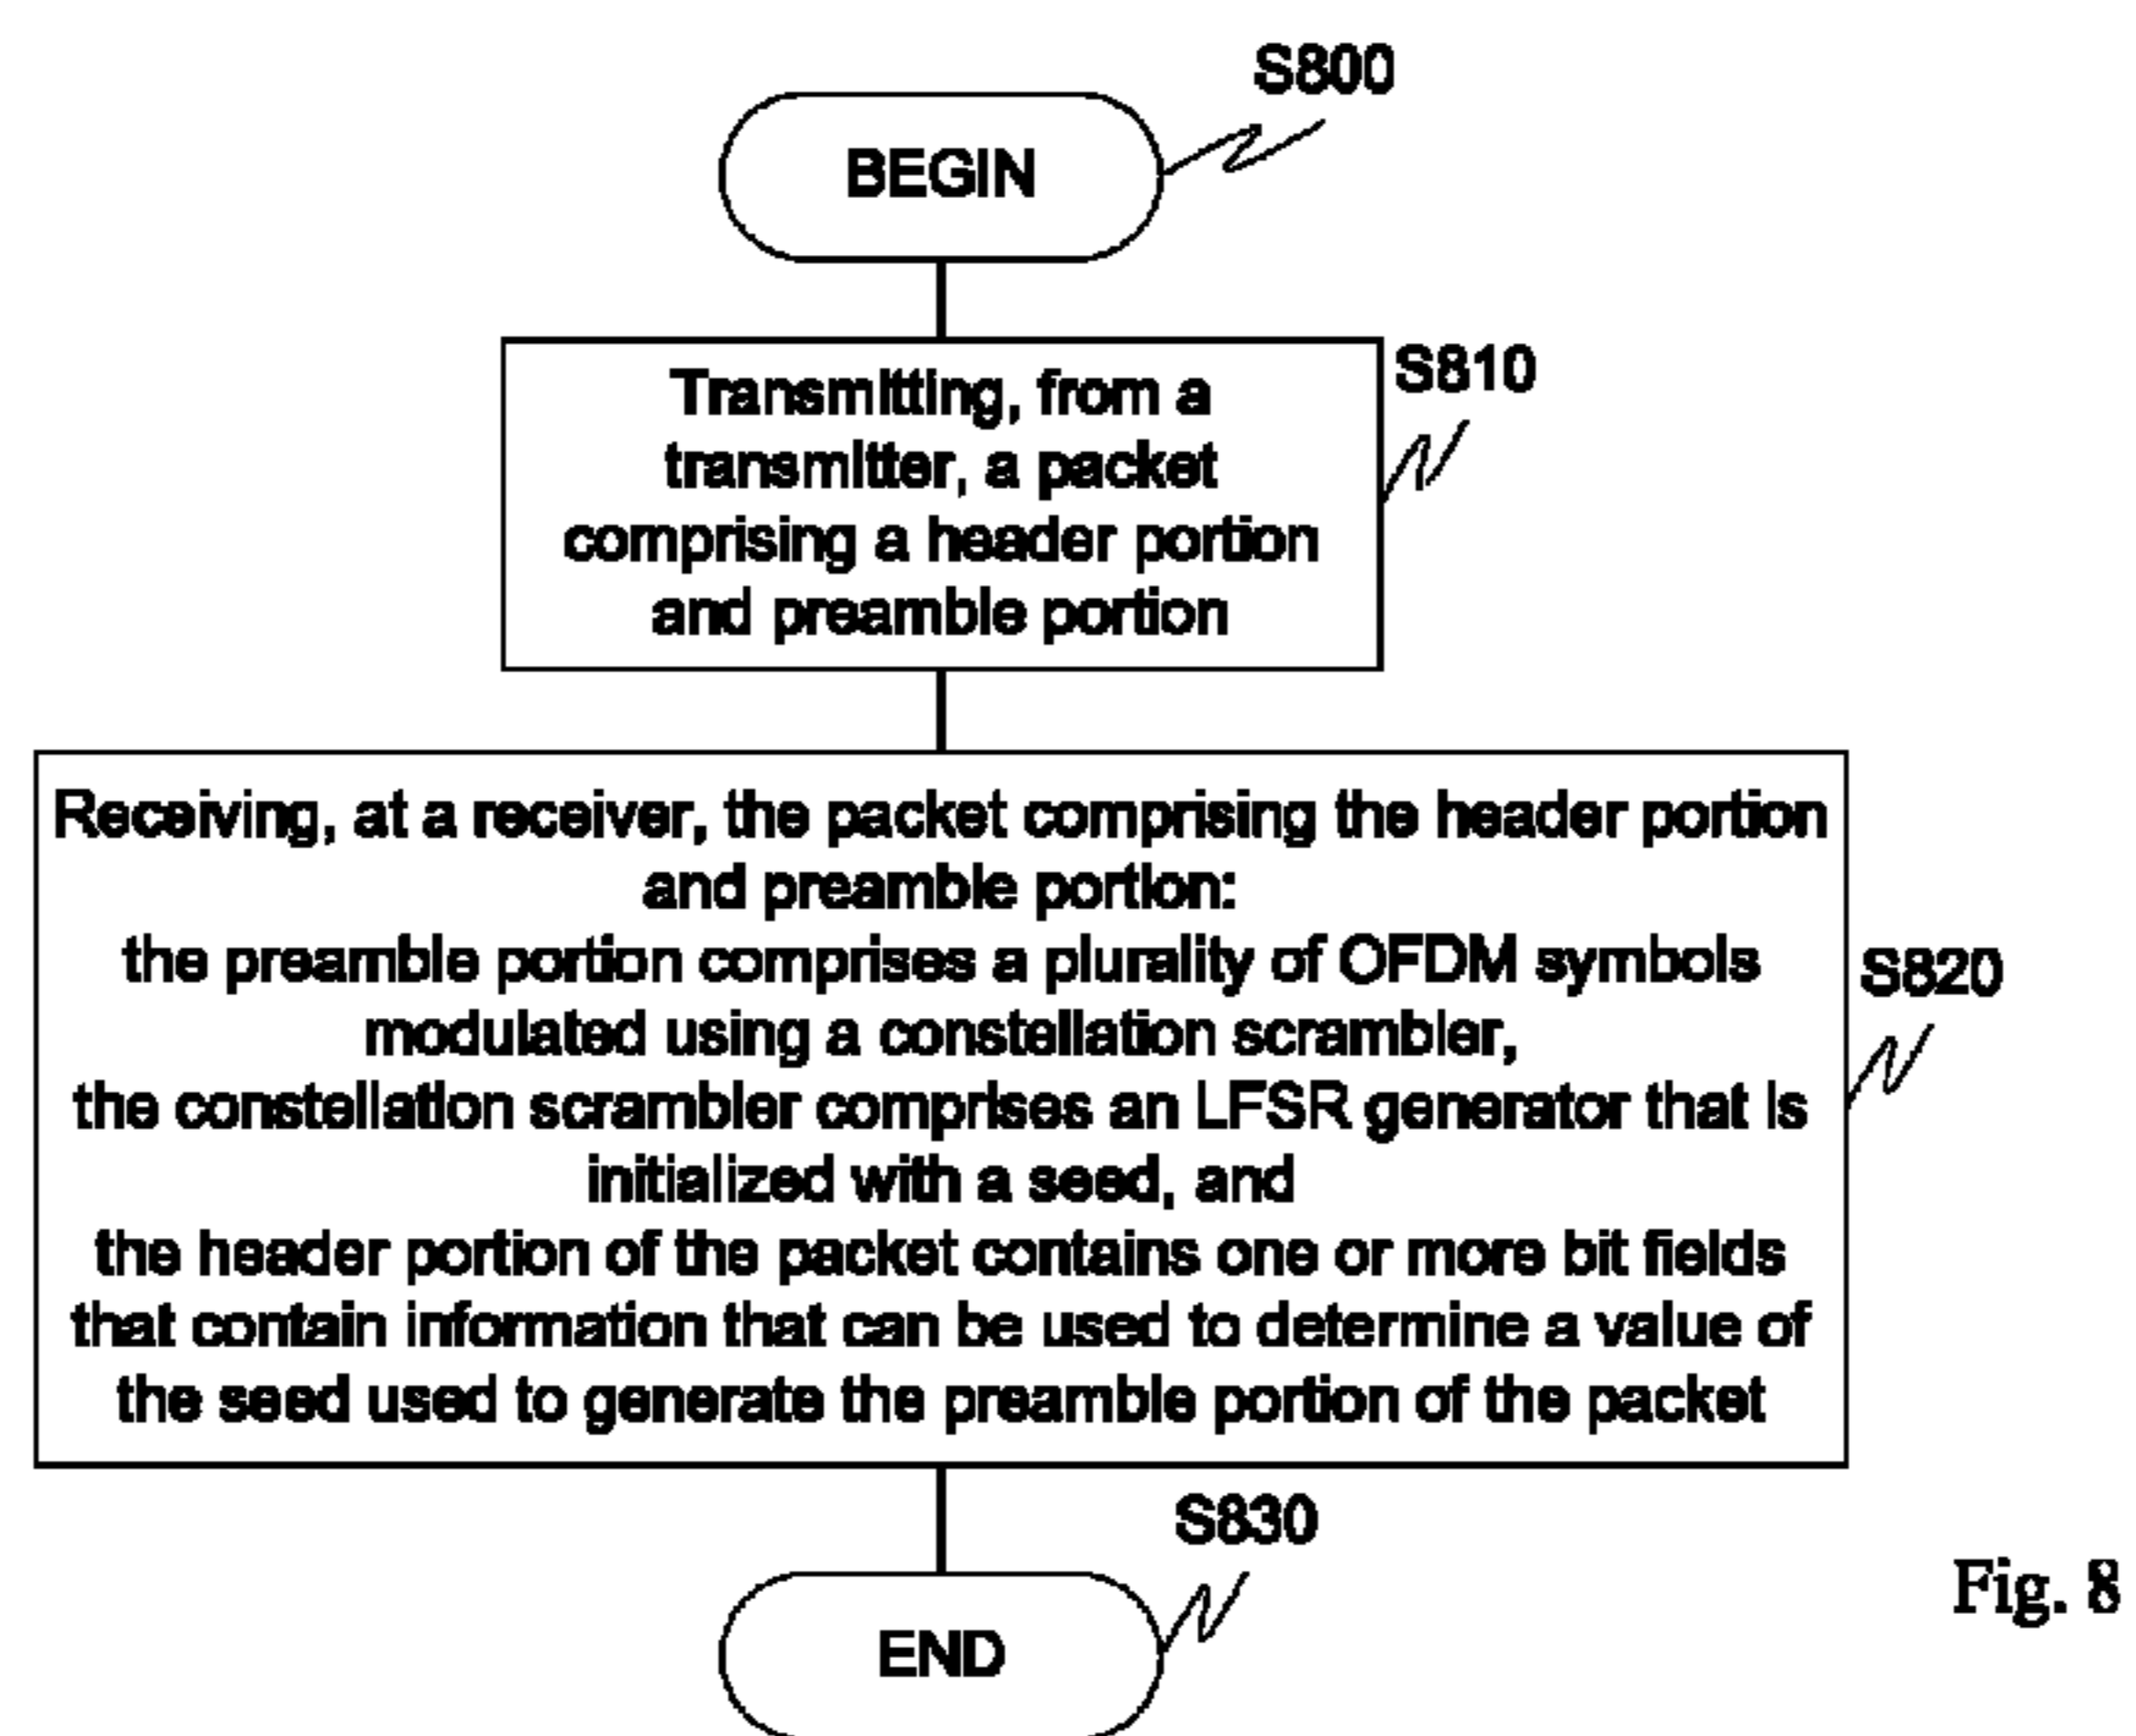 S800
BEGIN
S810
Transmitting, from a
transmitter, a packet
comprising a header portion
and preamble portion
Receiving, at a receiver, the packet comprising the header portion
and preamble portion:
the preamble portion comprises a plurality of OFDM symbols
modulated using a constellation scrambler,
the constellation scrambler comprises an LFSR generator that is
initialized with a seed, and
the header portion of the packet contains one or more bit fields
that contain information that can be used to determine a value of
the seed used to generate the preamble portion of the packet
S820
S830
END
Fig. 8